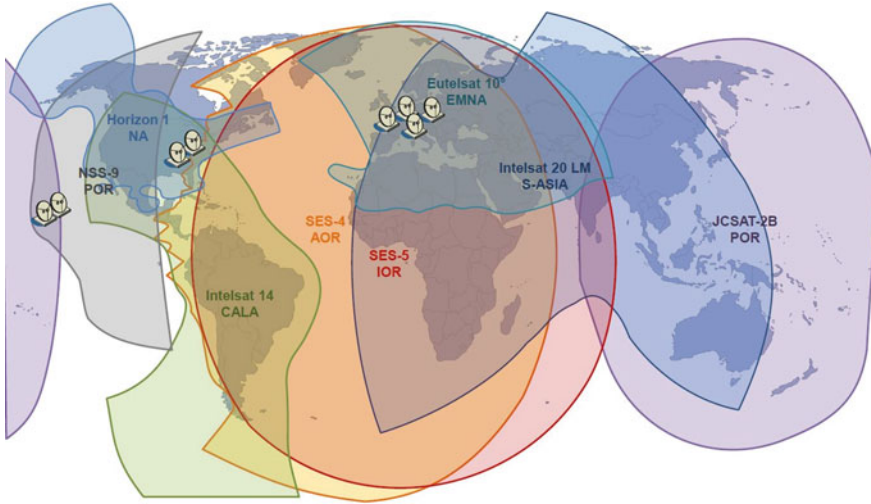 Eutelsat 10°
EMNA
Horizon 1
NA
Intelsat 20 LM
S-ASIA
NSS-9
POR
SES-4
AOR
JCSAT-2B
POR
SES-5
IOR
Intelsat 14
CALA